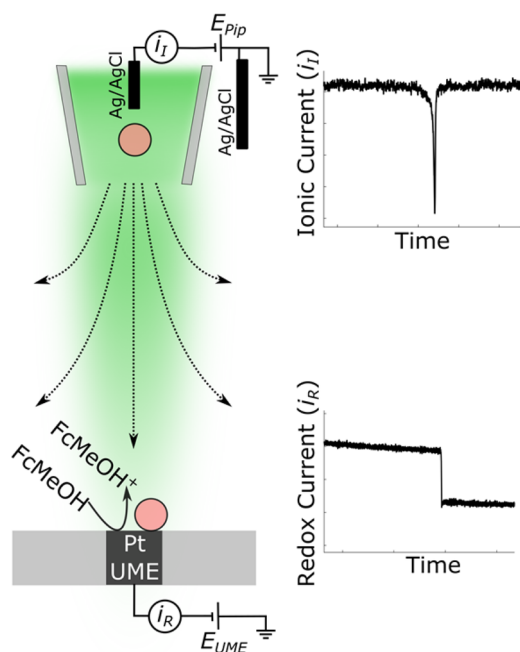 E_Pip
i_I
Ag/AgCl
Ag/AgCl
Ionic Current (i_I)
Time
FcMeOH⁺
FcMeOH
Pt
UME
i_R
E_UME
Redox Current (i_R)
Time